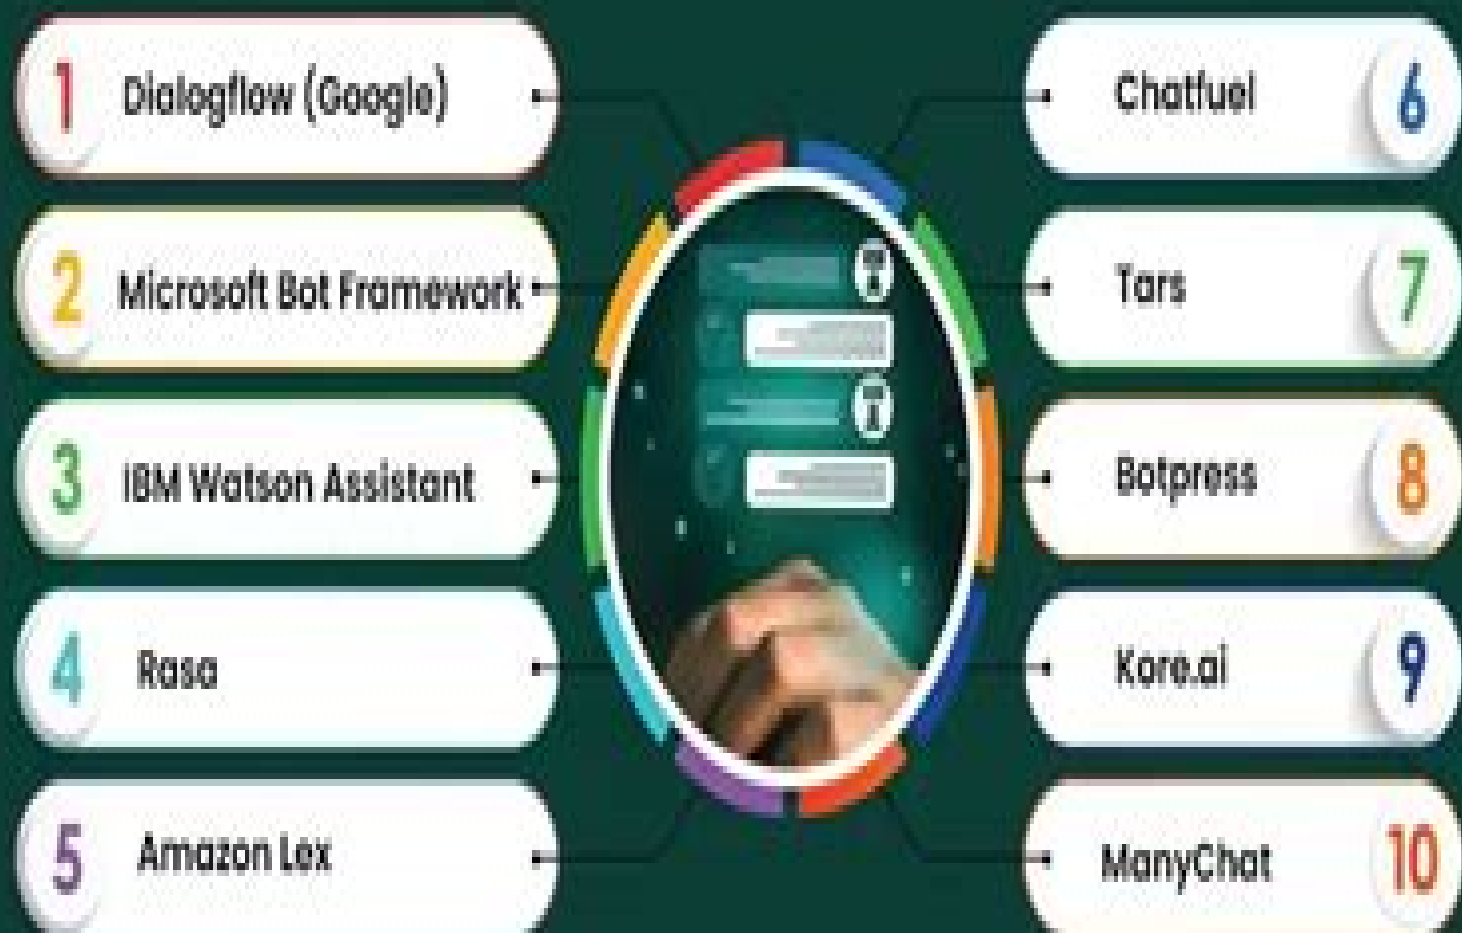 1 Dialogflow (Google)
2 Microsoft Bot Framework
3 IBM Watson Assistant
4 Rasa
5 Amazon Lex
Chatfuel 6
Tars 7
Botpress 8
Kore.ai 9
ManyChat 10